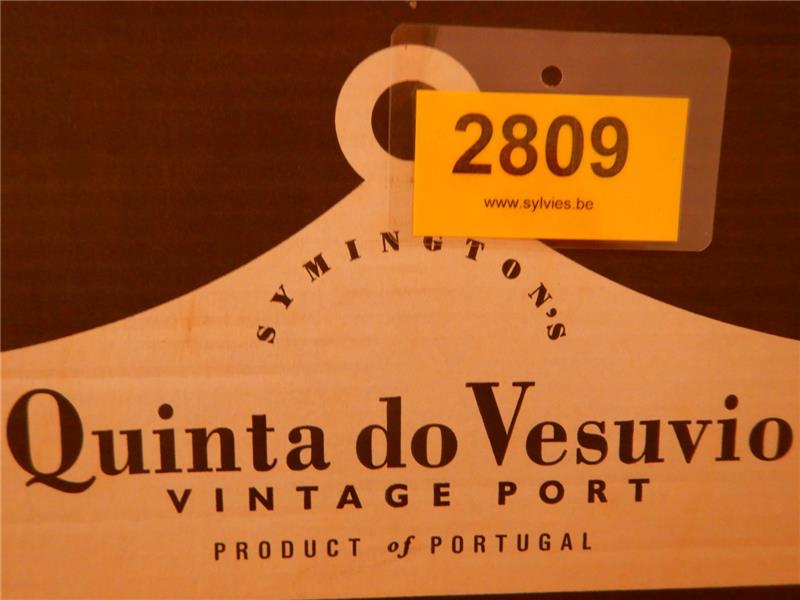 2809
www.sylvies.be
SYMINGTON'S
Quinta do Vesuvio
VINTAGE PORT
PRODUCT of PORTUGAL